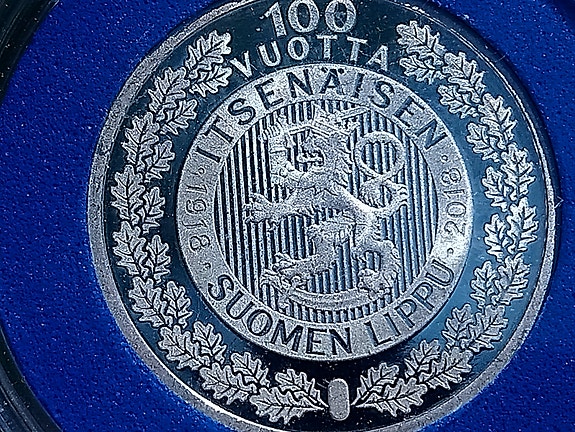 100
VUOTTA
ITSENÄISEN
· 1918 ·
· 2018 ·
SUOMEN LIPPU